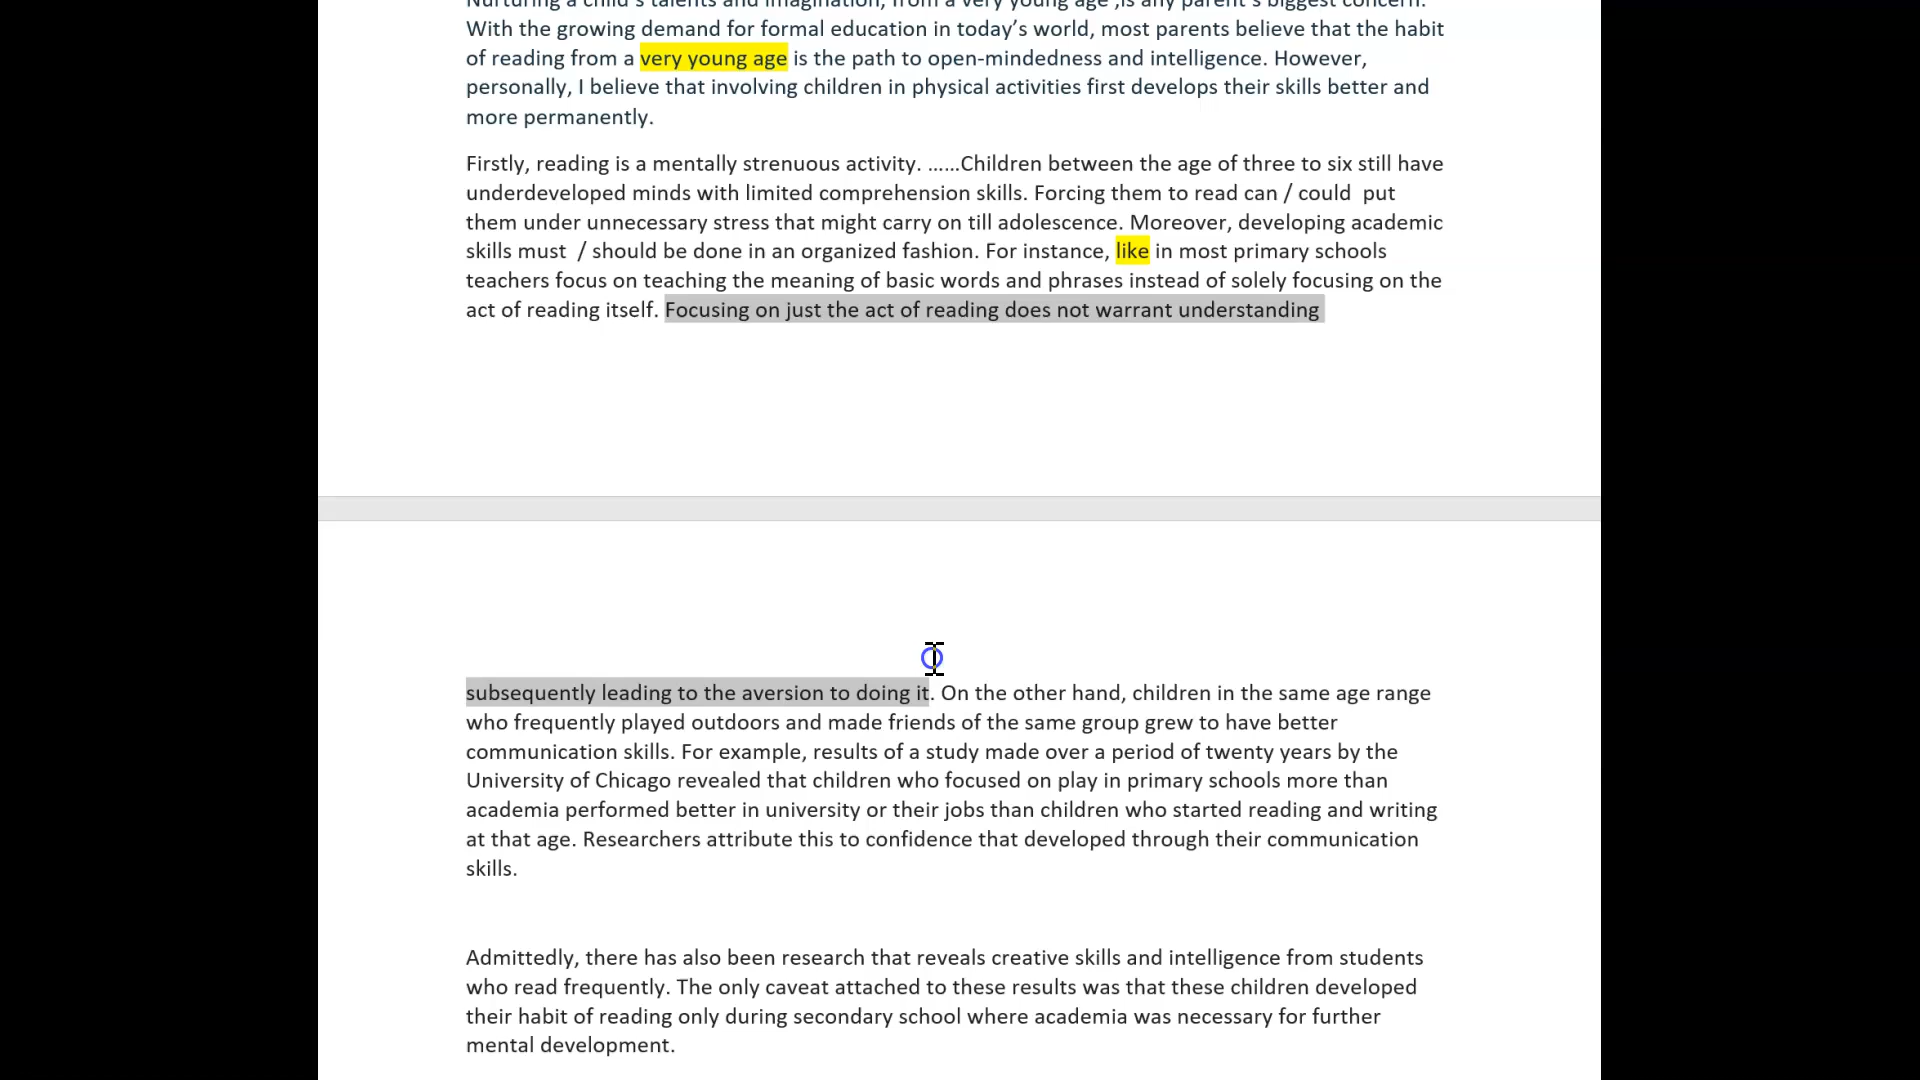 Nurturing a child's talents and imagination, from a very young age ,is any parent's biggest concern.
With the growing demand for formal education in today’s world, most parents believe that the habit
of reading from a very young age is the path to open-mindedness and intelligence. However,
personally, I believe that involving children in physical activities first develops their skills better and
more permanently.
Firstly, reading is a mentally strenuous activity. ……Children between the age of three to six still have
underdeveloped minds with limited comprehension skills. Forcing them to read can / could  put
them under unnecessary stress that might carry on till adolescence. Moreover, developing academic
skills must  / should be done in an organized fashion. For instance, like in most primary schools
teachers focus on teaching the meaning of basic words and phrases instead of solely focusing on the
act of reading itself. Focusing on just the act of reading does not warrant understanding
subsequently leading to the aversion to doing it. On the other hand, children in the same age range
who frequently played outdoors and made friends of the same group grew to have better
communication skills. For example, results of a study made over a period of twenty years by the
University of Chicago revealed that children who focused on play in primary schools more than
academia performed better in university or their jobs than children who started reading and writing
at that age. Researchers attribute this to confidence that developed through their communication
skills.
Admittedly, there has also been research that reveals creative skills and intelligence from students
who read frequently. The only caveat attached to these results was that these children developed
their habit of reading only during secondary school where academia was necessary for further
mental development.